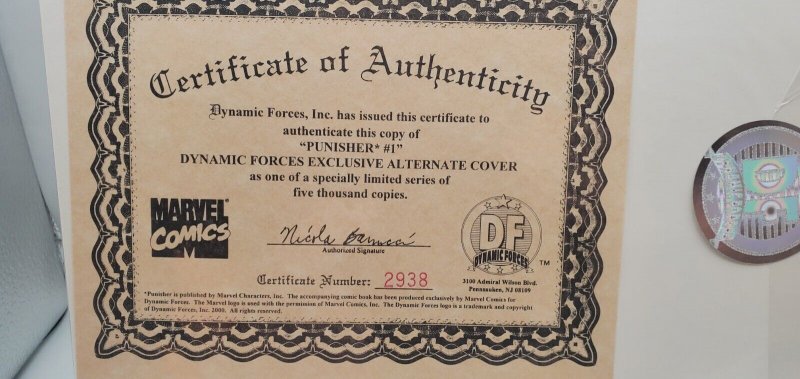 Certificate of Authenticity
Dynamic Forces, Inc. has issued this certificate to
authenticate this copy of
"PUNISHER* #1"
DYNAMIC FORCES EXCLUSIVE ALTERNATE COVER
as one of a specially limited series of
five thousand copies.
MARVEL
COMICS
M
Nicola Barrucci
Authorized Signature
DF
DYNAMIC FORCES
TM
Certificate Number: 2938
3100 Admiral Wilson Blvd.
Pennsauken, NJ 08109
*Punisher is published by Marvel Characters, Inc. The accompanying comic book has been produced exclusively by Marvel Comics for
Dynamic Forces. The Marvel logo is used with the permission of Marvel Comics, Inc. The Dynamic Forces logo is a trademark and copyright
of Dynamic Forces, Inc. 2000. All rights reserved.